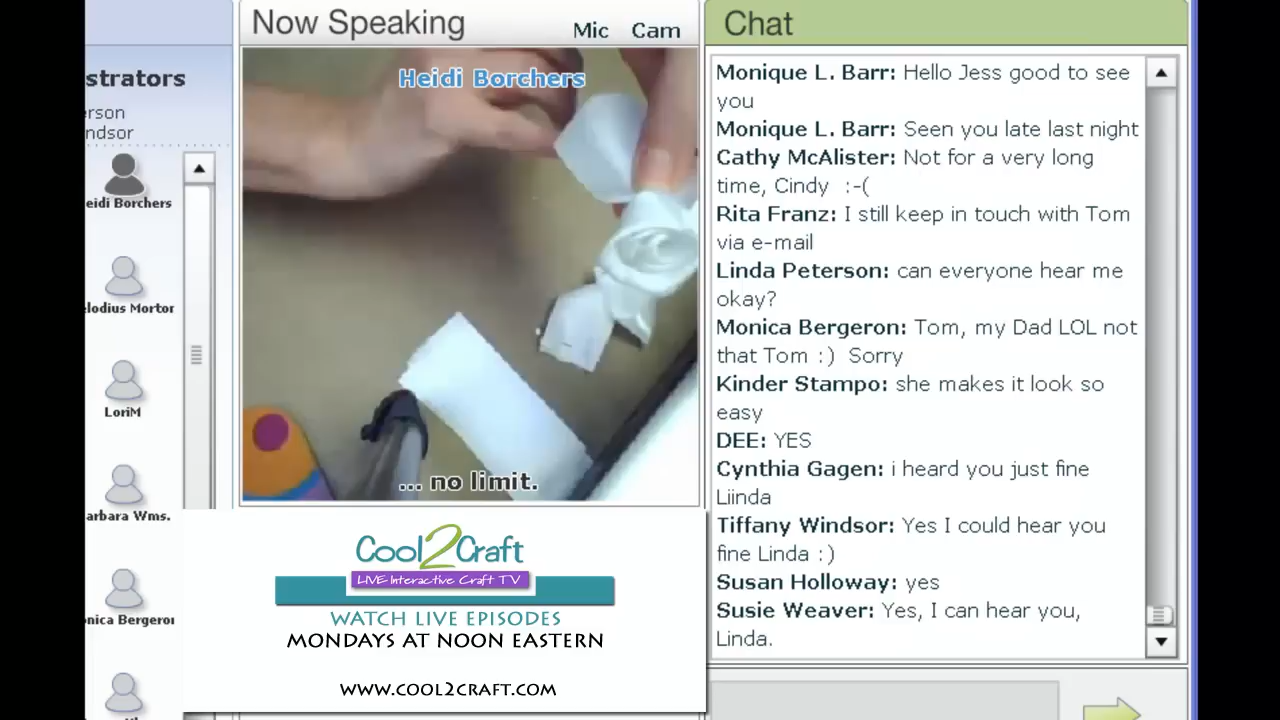 strators
erson
ndsor
eidi Borchers
elodius Mortor
LoriM
arbara Wms.
onica Bergeror
Now Speaking
Mic Cam
Heidi Borchers
... no limit.
Cool2Craft
LIVE Interactive Craft TV
WATCH LIVE EPISODES
MONDAYS AT NOON EASTERN
WWW.COOL2CRAFT.COM
Chat
Monique L. Barr: Hello Jess good to see
you
Monique L. Barr: Seen you late last night
Cathy McAlister: Not for a very long
time, Cindy :-(
Rita Franz: I still keep in touch with Tom
via e-mail
Linda Peterson: can everyone hear me
okay?
Monica Bergeron: Tom, my Dad LOL not
that Tom :) Sorry
Kinder Stampo: she makes it look so
easy
DEE: YES
Cynthia Gagen: i heard you just fine
Liinda
Tiffany Windsor: Yes I could hear you
fine Linda :)
Susan Holloway: yes
Susie Weaver: Yes, I can hear you,
Linda.